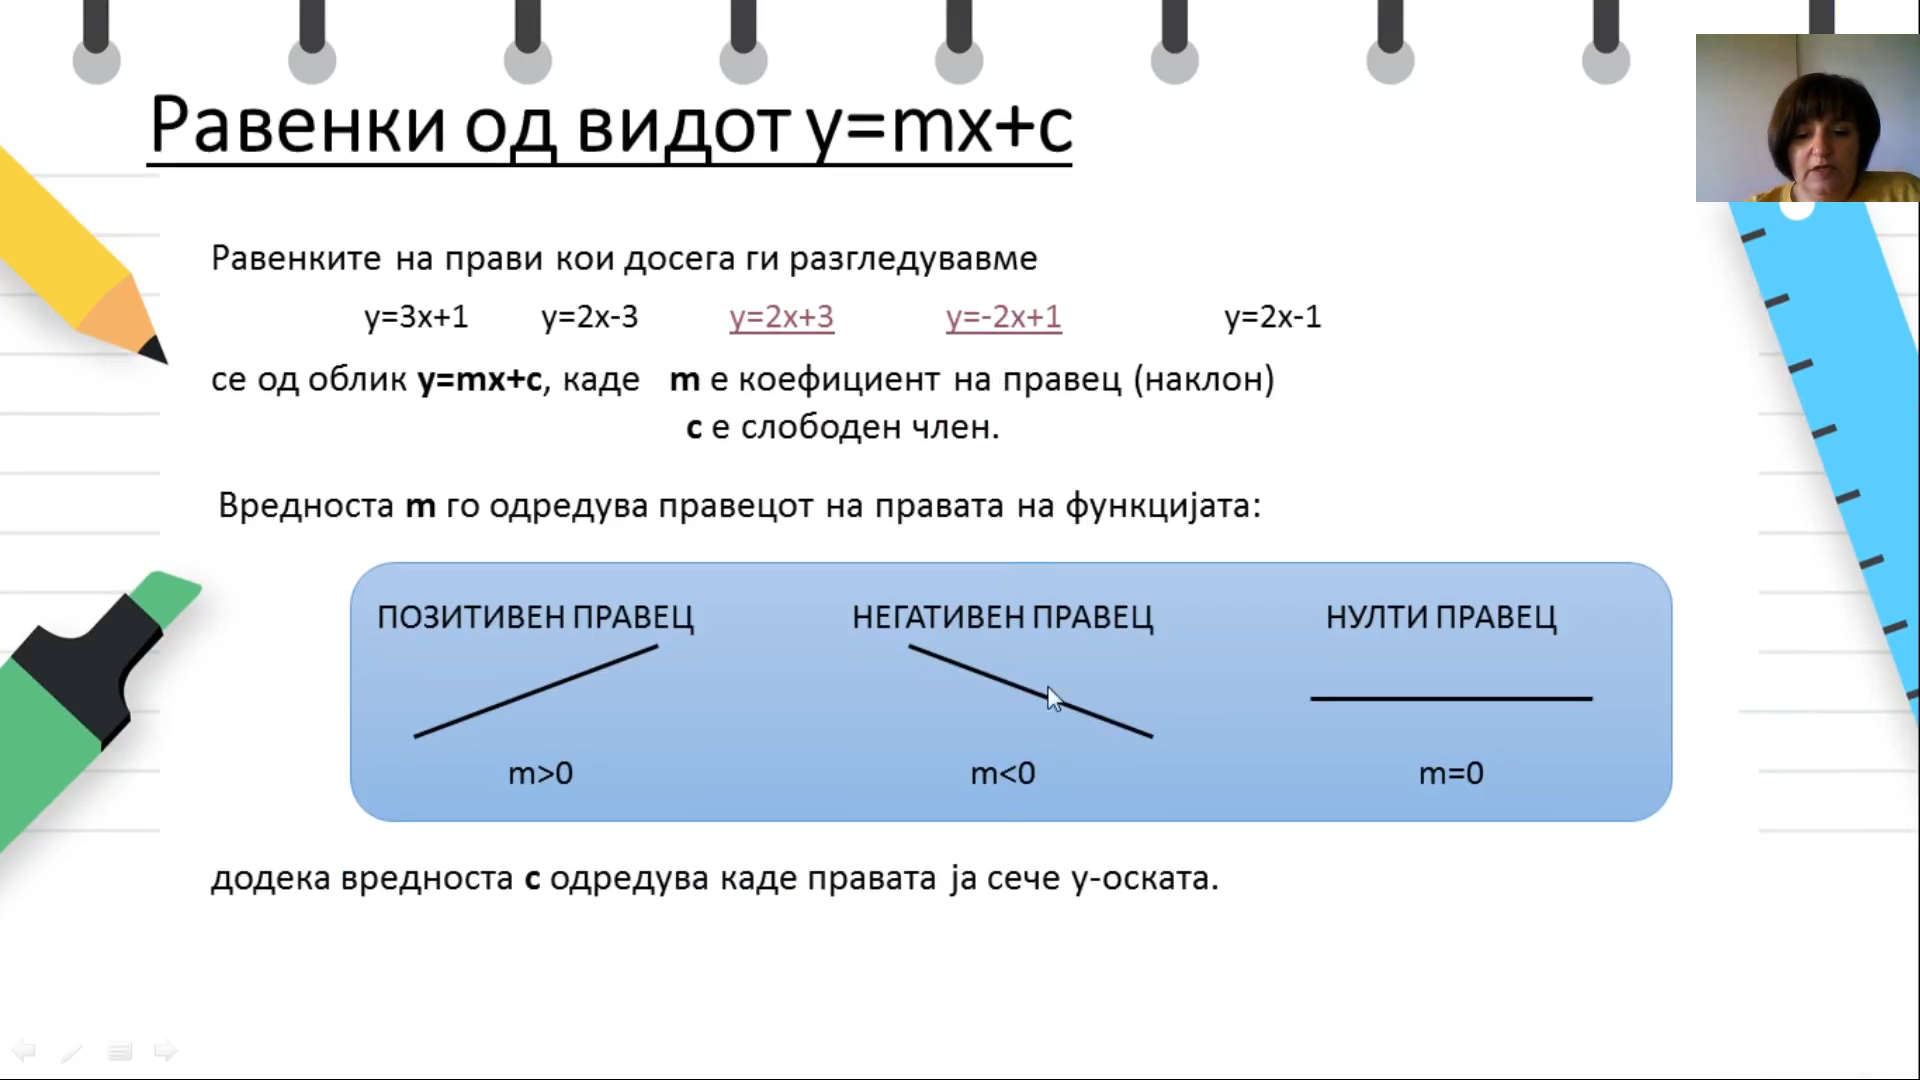 Равенки од видот y=mx+c
Равенките на прави кои досега ги разгледувавме
y=3x+1 y=2x-3 y=2x+3 y=-2x+1 y=2x-1
се од облик y=mx+c, каде m е коефициент на правец (наклон)
c е слободен член.
Вредноста m го одредува правецот на правата на функцијата:
ПОЗИТИВЕН ПРАВЕЦ НЕГАТИВЕН ПРАВЕЦ НУЛТИ ПРАВЕЦ
m>0 m<0 m=0
додека вредноста c одредува каде правата ја сече y-оската.